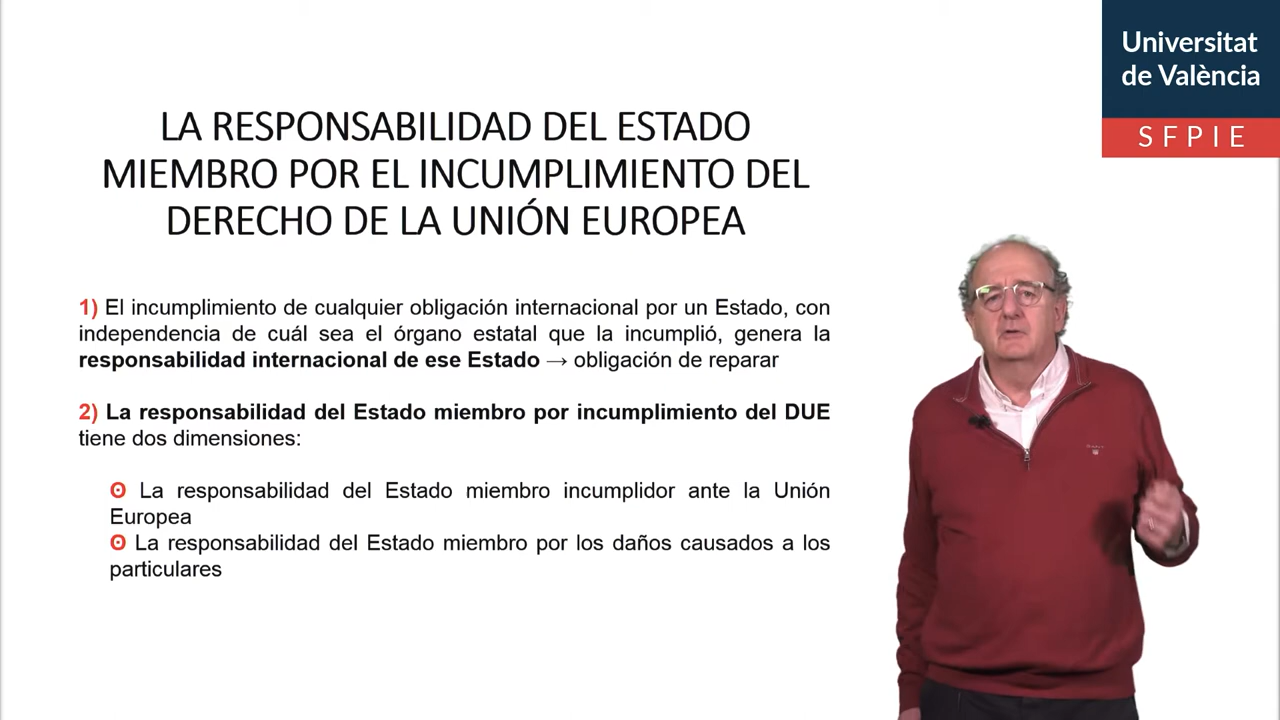 Universitat
de València
SFPIE
LA RESPONSABILIDAD DEL ESTADO
MIEMBRO POR EL INCUMPLIMIENTO DEL
DERECHO DE LA UNIÓN EUROPEA
1) El incumplimiento de cualquier obligación internacional por un Estado, con
independencia de cuál sea el órgano estatal que la incumplió, genera la
responsabilidad internacional de ese Estado → obligación de reparar
2) La responsabilidad del Estado miembro por incumplimiento del DUE
tiene dos dimensiones:
ʘ La responsabilidad del Estado miembro incumplidor ante la Unión
Europea
ʘ La responsabilidad del Estado miembro por los daños causados a los
particulares